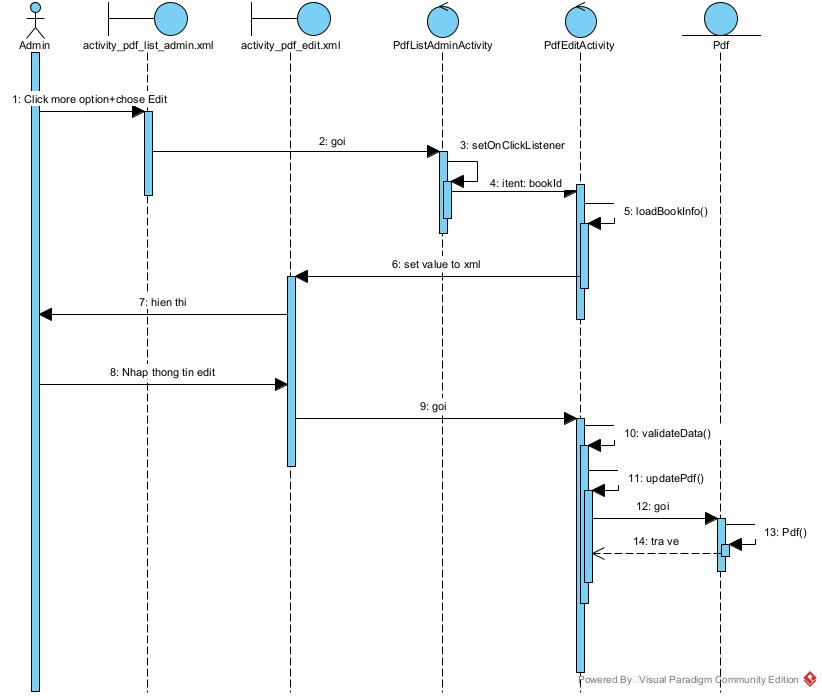 Admin
activity_pdf_list_admin.xml
activity_pdf_edit.xml
PdfListAdminActivity
PdfEditActivity
Pdf
1: Click more option+chose Edit
2: goi
3: setOnClickListener
4: itent: bookId
5: loadBookInfo()
6: set value to xml
7: hien thi
8: Nhap thong tin edit
9: goi
10: validateData()
11: updatePdf()
12: goi
13: Pdf()
14: tra ve
Powered By Visual Paradigm Community Edition